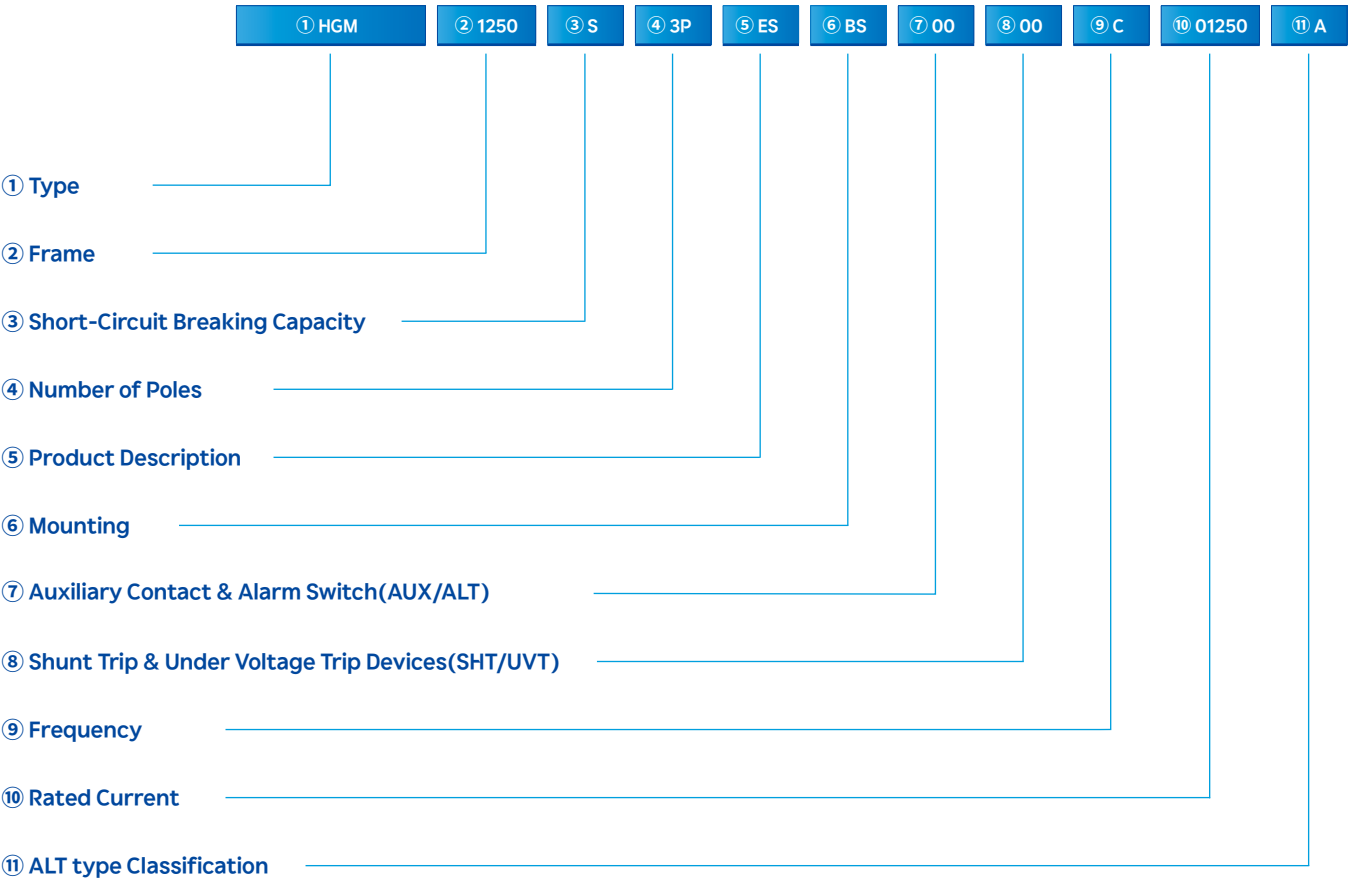 ① HGM ② 1250 ③ S ④ 3P ⑤ ES ⑥ BS ⑦ 00 ⑧ 00 ⑨ C ⑩ 01250 ⑪ A
① Type
② Frame
③ Short-Circuit Breaking Capacity
④ Number of Poles
⑤ Product Description
⑥ Mounting
⑦ Auxiliary Contact & Alarm Switch(AUX/ALT)
⑧ Shunt Trip & Under Voltage Trip Devices(SHT/UVT)
⑨ Frequency
⑩ Rated Current
⑪ ALT type Classification